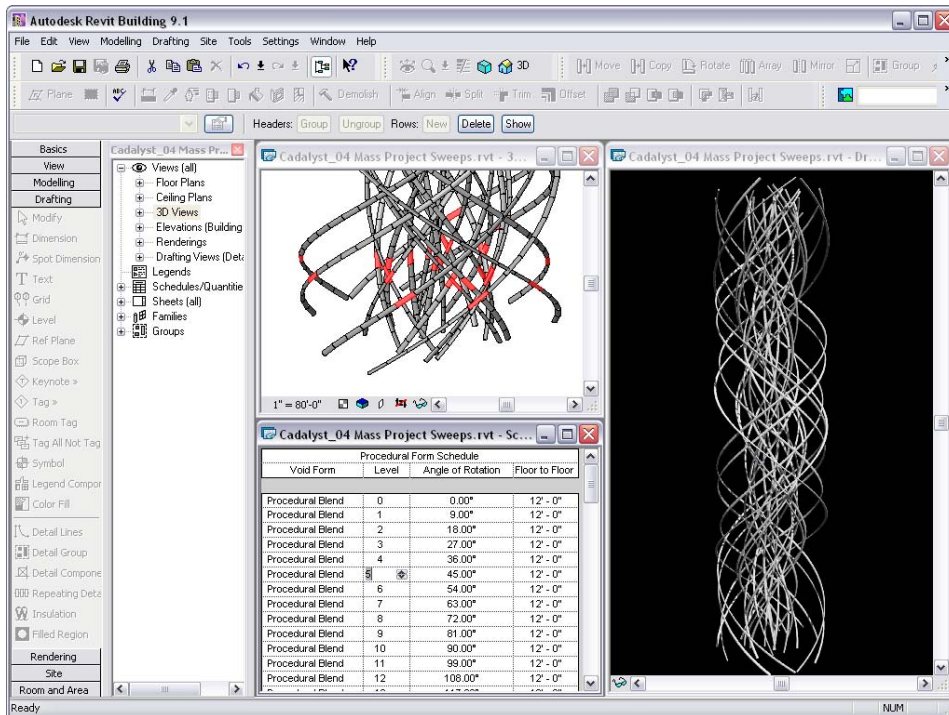 Autodesk Revit Building 9.1
File Edit View Modelling Drafting Site Tools Settings Window Help
3D Move Copy Rotate Array Mirror Group
Plane Demolish Align Split Trim Offset
Headers: Group Ungroup Rows: New Delete Show
Basics
View
Modelling
Drafting
Modify
Dimension
Spot Dimension
Text
Grid
Level
Ref Plane
Scope Box
Keynote »
Tag »
Room Tag
Tag All Not Tag
Symbol
Legend Compor
Color Fill
Detail Lines
Detail Group
Detail Compone
Repeating Deta
Insulation
Filled Region
Rendering
Site
Room and Area
Cadalyst_04 Mass Pr...
Views (all)
Floor Plans
Ceiling Plans
3D Views
Elevations (Building
Renderings
Drafting Views (Deta
Legends
Schedules/Quantitie
Sheets (all)
Families
Groups
Cadalyst_04 Mass Project Sweeps.rvt - 3...
1" = 80'-0"
Cadalyst_04 Mass Project Sweeps.rvt - Sc...
Procedural Form Schedule
Void Form Level Angle of Rotation Floor to Floor
Procedural Blend 0 0.00° 12' - 0"
Procedural Blend 1 9.00° 12' - 0"
Procedural Blend 2 18.00° 12' - 0"
Procedural Blend 3 27.00° 12' - 0"
Procedural Blend 4 36.00° 12' - 0"
Procedural Blend 5 45.00° 12' - 0"
Procedural Blend 6 54.00° 12' - 0"
Procedural Blend 7 63.00° 12' - 0"
Procedural Blend 8 72.00° 12' - 0"
Procedural Blend 9 81.00° 12' - 0"
Procedural Blend 10 90.00° 12' - 0"
Procedural Blend 11 99.00° 12' - 0"
Procedural Blend 12 108.00° 12' - 0"
Cadalyst_04 Mass Project Sweeps.rvt - Dr...
Ready NUM